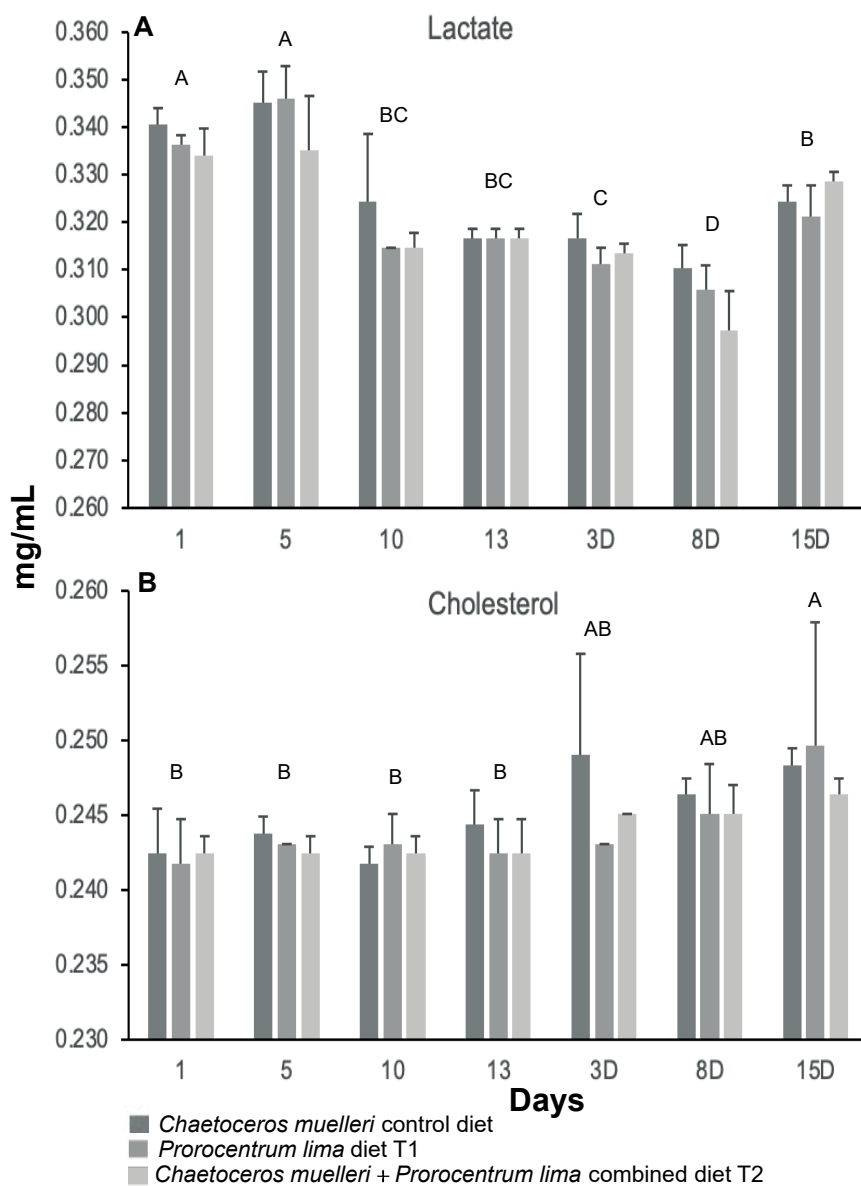 A
Lactate
0.360
0.350
0.340
0.330
0.320
0.310
0.300
0.290
0.280
0.270
0.260
A
A
BC
BC
C
D
B
1 5 10 13 3D 8D 15D
mg/mL
B
Cholesterol
0.260
0.255
0.250
0.245
0.240
0.235
0.230
B
B
B
B
AB
AB
A
1 5 10 13 3D 8D 15D
Days
Chaetoceros muelleri control diet
Prorocentrum lima diet T1
Chaetoceros muelleri + Prorocentrum lima combined diet T2